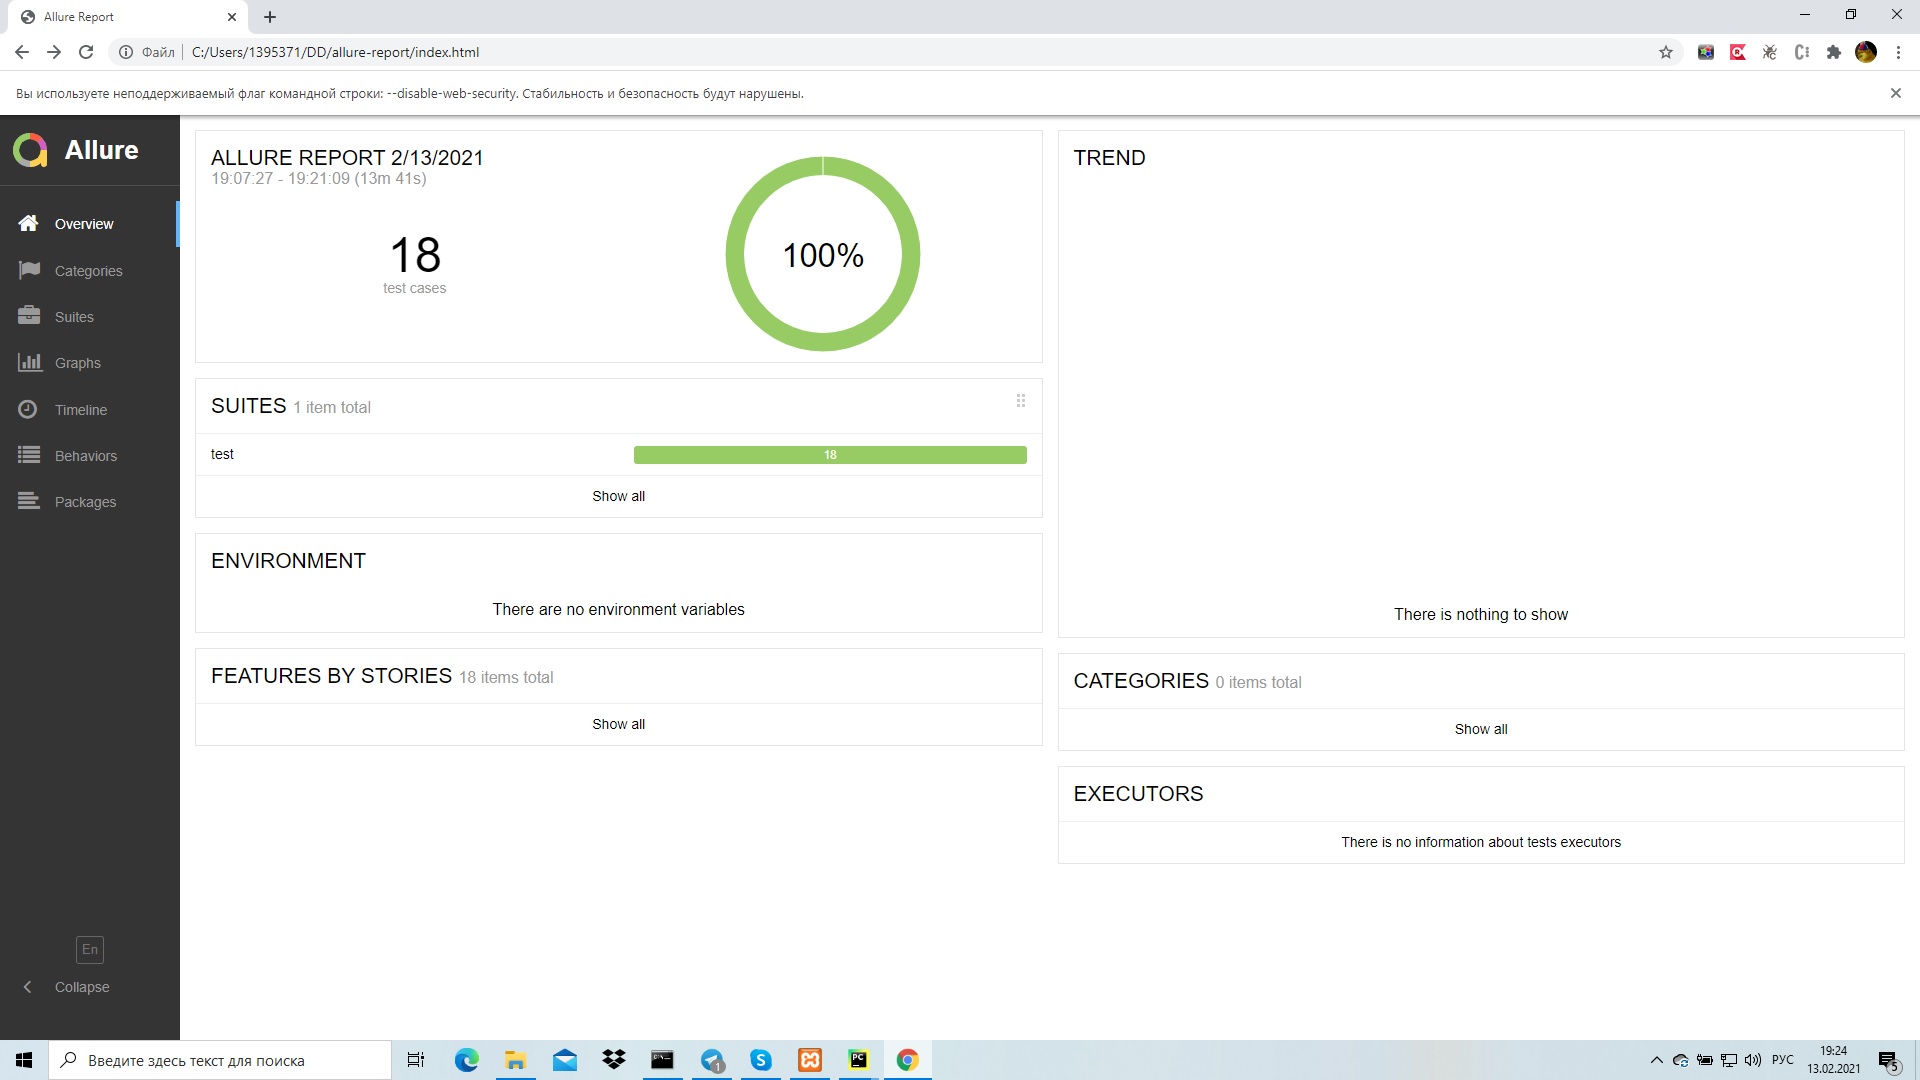 Allure Report
Файл
C:/Users/1395371/DD/allure-report/index.html
Вы используете неподдерживаемый флаг командной строки: --disable-web-security. Стабильность и безопасность будут нарушены.
Allure
Overview
Categories
Suites
Graphs
Timeline
Behaviors
Packages
En
Collapse
ALLURE REPORT 2/13/2021
19:07:27 - 19:21:09 (13m 41s)
18
test cases
100%
SUITES 1 item total
test
18
Show all
ENVIRONMENT
There are no environment variables
FEATURES BY STORIES 18 items total
Show all
TREND
There is nothing to show
CATEGORIES 0 items total
Show all
EXECUTORS
There is no information about tests executors
Введите здесь текст для поиска
PC
1
РУС
19:24
13.02.2021
5